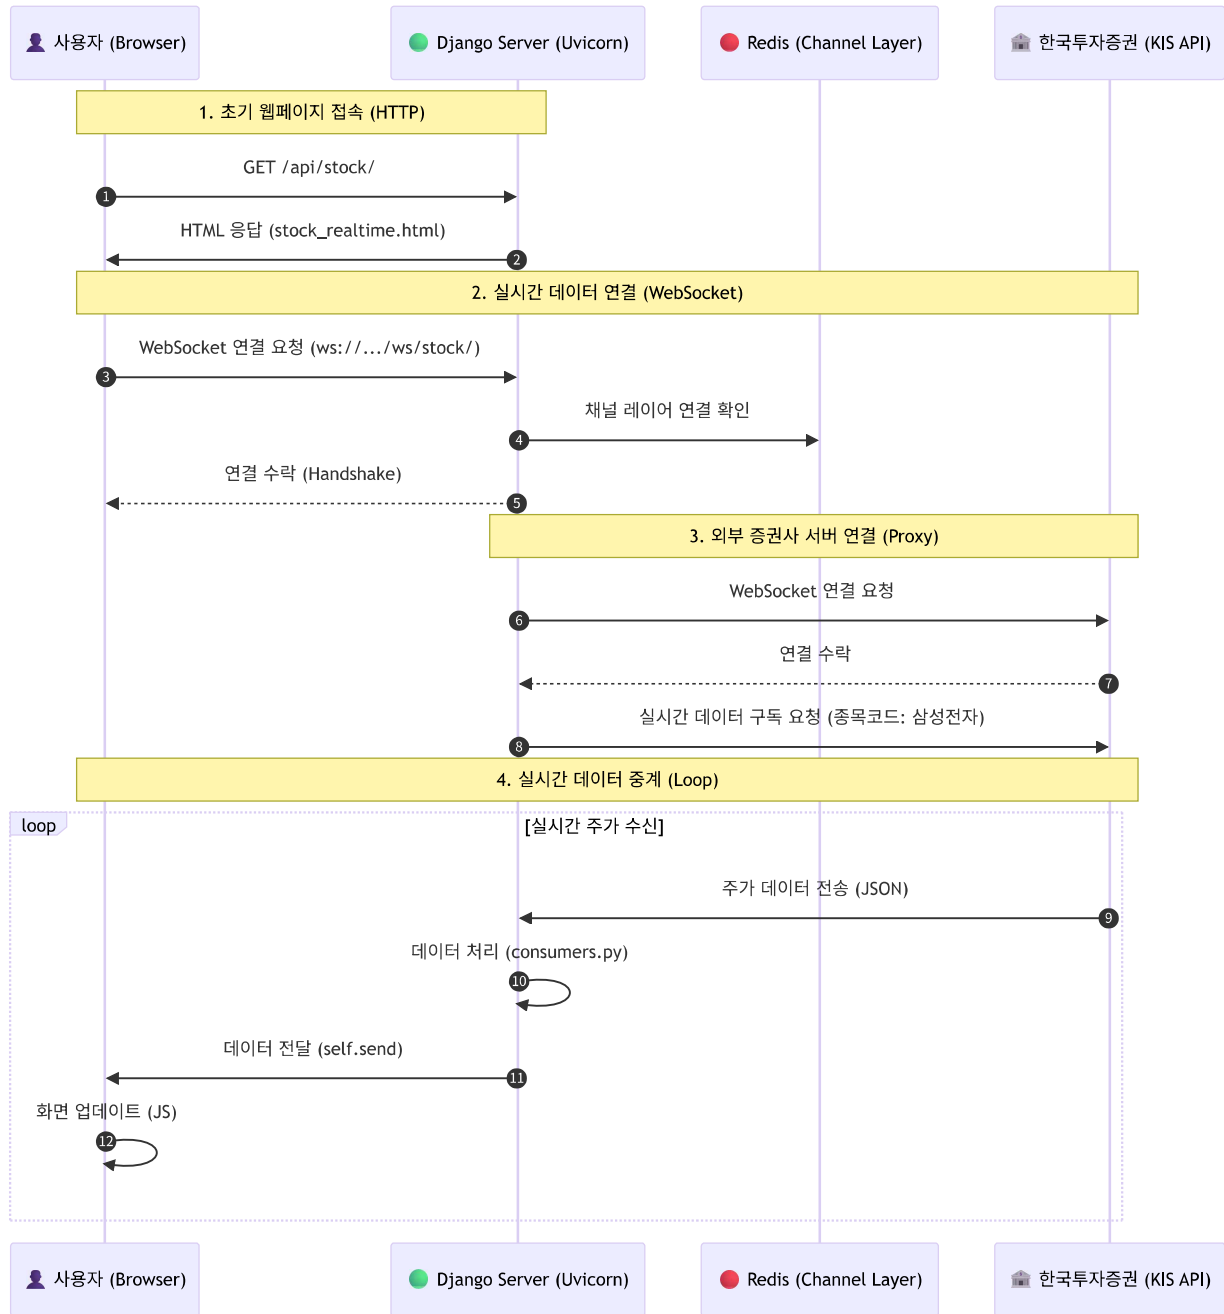 사용자 (Browser)
Django Server (Uvicorn)
Redis (Channel Layer)
한국투자증권 (KIS API)
1. 초기 웹페이지 접속 (HTTP)
GET /api/stock/
1
HTML 응답 (stock_realtime.html)
2
2. 실시간 데이터 연결 (WebSocket)
WebSocket 연결 요청 (ws://.../ws/stock/)
3
채널 레이어 연결 확인
4
연결 수락 (Handshake)
5
3. 외부 증권사 서버 연결 (Proxy)
WebSocket 연결 요청
6
연결 수락
7
실시간 데이터 구독 요청 (종목코드: 삼성전자)
8
4. 실시간 데이터 중계 (Loop)
loop
[실시간 주가 수신]
주가 데이터 전송 (JSON)
9
데이터 처리 (consumers.py)
10
데이터 전달 (self.send)
11
화면 업데이트 (JS)
12
사용자 (Browser)
Django Server (Uvicorn)
Redis (Channel Layer)
한국투자증권 (KIS API)